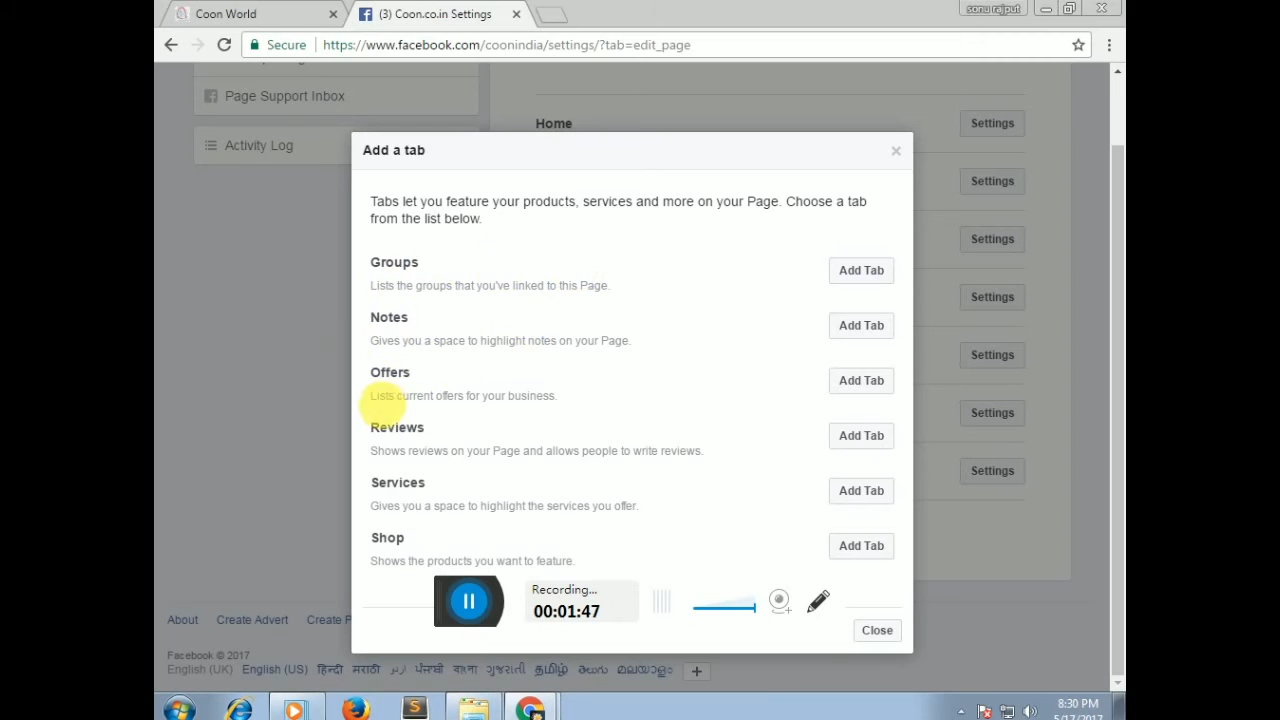 Coon World
(3) Coon.co.in Settings
sonu rajput
Secure
https://www.facebook.com/coonindia/settings/?tab=edit_page
Page Support Inbox
Activity Log
Home
Settings
Settings
Settings
Settings
Settings
Settings
Settings
Add a tab
Tabs let you feature your products, services and more on your Page. Choose a tab
from the list below.
Groups
Lists the groups that you've linked to this Page.
Add Tab
Notes
Gives you a space to highlight notes on your Page.
Add Tab
Offers
Lists current offers for your business.
Add Tab
Reviews
Shows reviews on your Page and allows people to write reviews.
Add Tab
Services
Gives you a space to highlight the services you offer.
Add Tab
Shop
Shows the products you want to feature.
Add Tab
Recording...
00:01:47
Close
About Create Advert Create P
Facebook © 2017
English (UK) English (US) हिन्दी मराठी اردو ਪੰਜਾਬੀ বাংলা ગુજરાતી தமிழ் తెలుగు മലയാളം
8:30 PM
5/17/2017